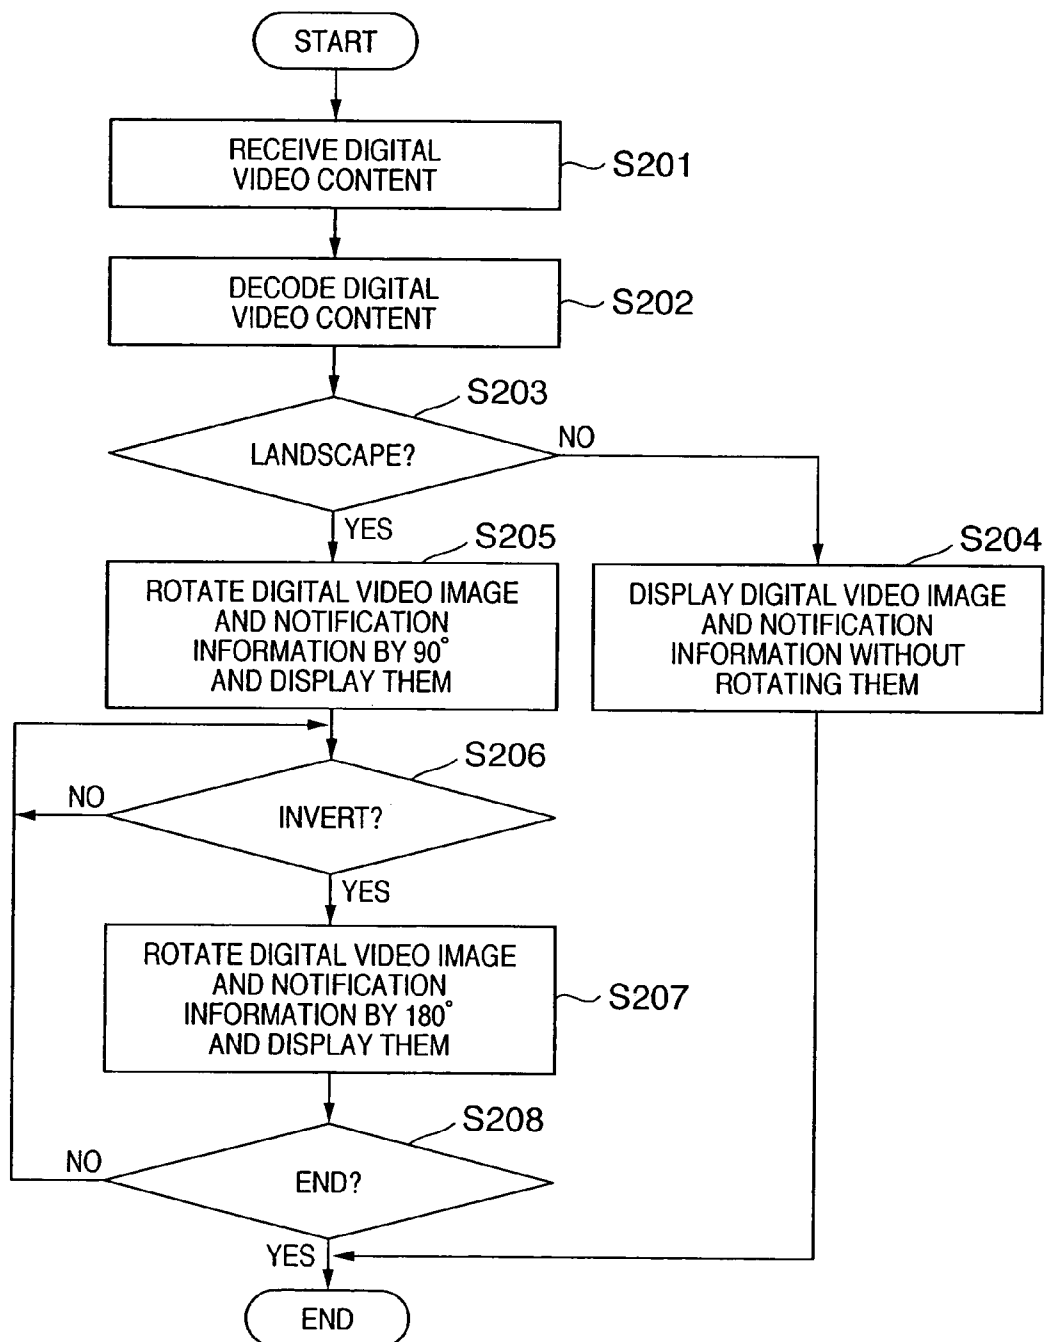 START
RECEIVE DIGITAL
VIDEO CONTENT
S201
DECODE DIGITAL
VIDEO CONTENT
S202
S203
LANDSCAPE?
NO
YES
S205
ROTATE DIGITAL VIDEO IMAGE
AND NOTIFICATION
INFORMATION BY 90°
AND DISPLAY THEM
S204
DISPLAY DIGITAL VIDEO IMAGE
AND NOTIFICATION
INFORMATION WITHOUT
ROTATING THEM
S206
NO
INVERT?
YES
ROTATE DIGITAL VIDEO IMAGE
AND NOTIFICATION
INFORMATION BY 180°
AND DISPLAY THEM
S207
S208
NO
END?
YES
END